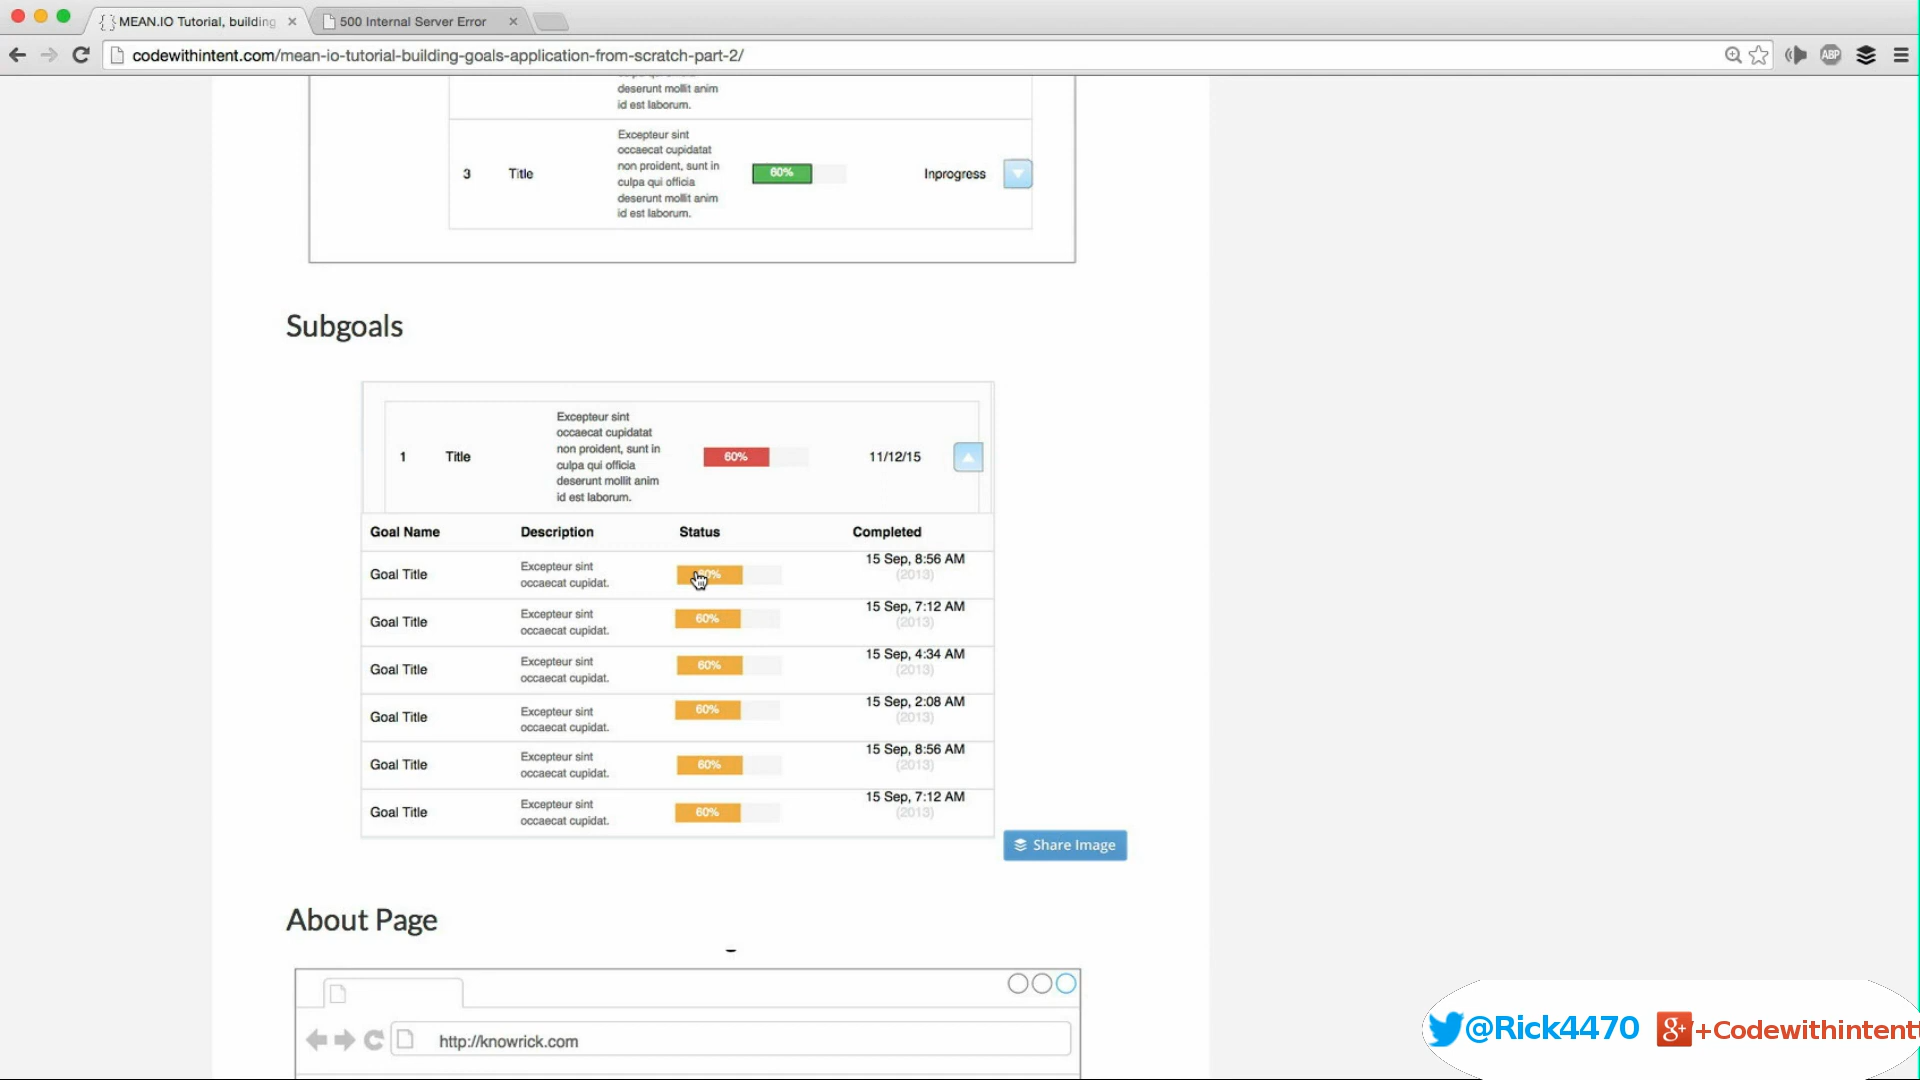 { } MEAN.IO Tutorial, building
500 Internal Server Error
codewithintent.com/mean-io-tutorial-building-goals-application-from-scratch-part-2/
ABP
deserunt mollit anim
id est laborum.
3 Title
Excepteur sint
occaecat cupidatat
non proident, sunt in
culpa qui officia
deserunt mollit anim
id est laborum.
60%
Inprogress
Subgoals
1 Title
Excepteur sint
occaecat cupidatat
non proident, sunt in
culpa qui officia
deserunt mollit anim
id est laborum.
60%
11/12/15
Goal Name Description Status Completed
Goal Title
Excepteur sint
occaecat cupidat.
15 Sep, 8:56 AM
(2013)
Goal Title
Excepteur sint
occaecat cupidat.
60%
15 Sep, 7:12 AM
(2013)
Goal Title
Excepteur sint
occaecat cupidat.
60%
15 Sep, 4:34 AM
(2013)
Goal Title
Excepteur sint
occaecat cupidat.
60%
15 Sep, 2:08 AM
(2013)
Goal Title
Excepteur sint
occaecat cupidat.
60%
15 Sep, 8:56 AM
(2013)
Goal Title
Excepteur sint
occaecat cupidat.
60%
15 Sep, 7:12 AM
(2013)
Share Image
About Page
http://knowrick.com
@Rick4470 g+ +Codewithintent